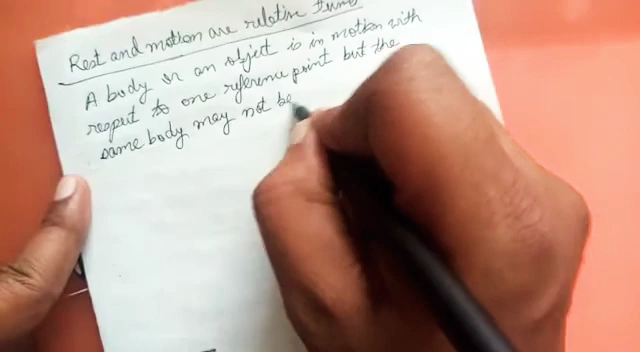 Rest and motion are relative terms
A body or an object is in motion with
respect to one reference point but the
same body may not be